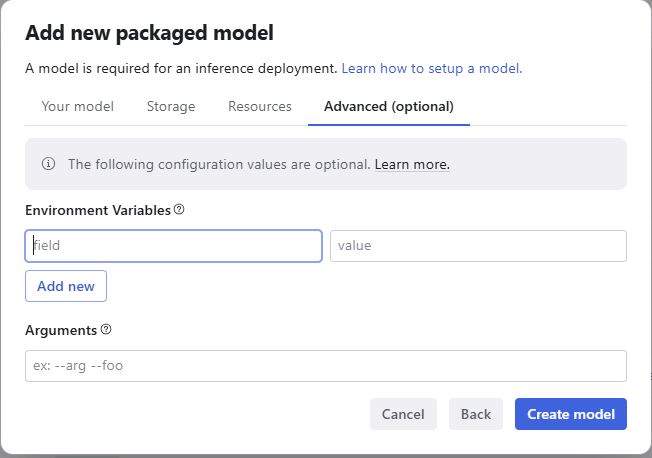 Add new packaged model
A model is required for an inference deployment. Learn how to setup a model.
Your model Storage Resources Advanced (optional)
The following configuration values are optional. Learn more.
Environment Variables
field value
Add new
Arguments
ex: --arg --foo
Cancel Back Create model